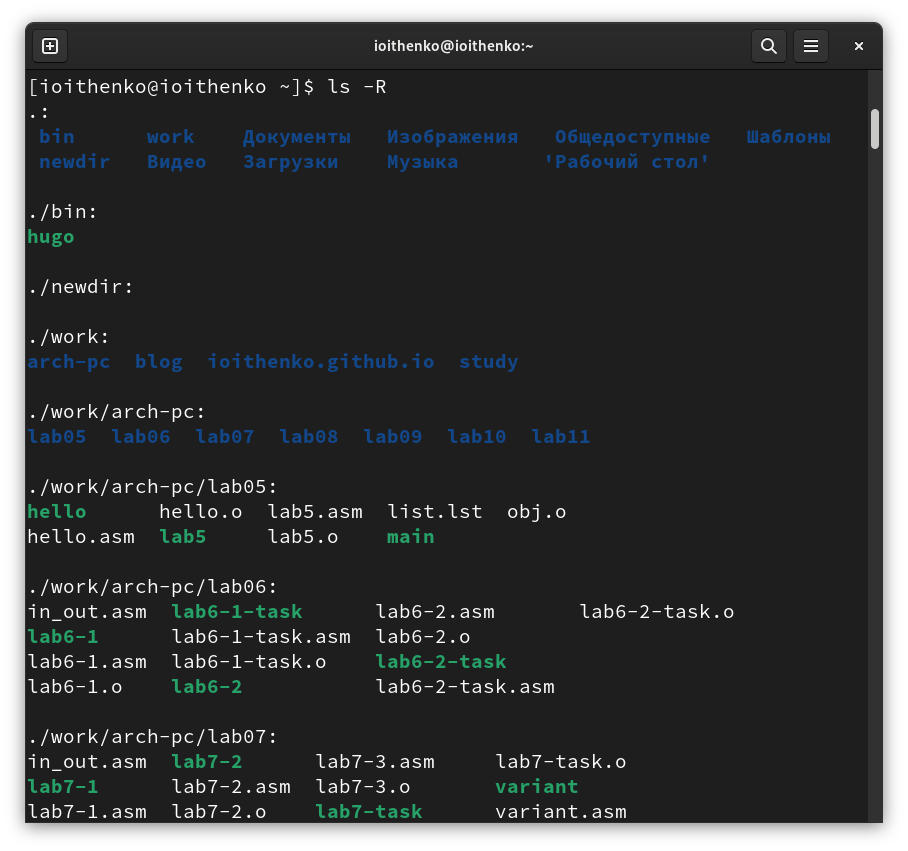 ioithenko@ioithenko:~
[ioithenko@ioithenko ~]$ ls -R
.:
bin work Документы Изображения Общедоступные Шаблоны
newdir Видео Загрузки Музыка 'Рабочий стол'
./bin:
hugo
./newdir:
./work:
arch-pc blog ioithenko.github.io study
./work/arch-pc:
lab05 lab06 lab07 lab08 lab09 lab10 lab11
./work/arch-pc/lab05:
hello hello.o lab5.asm list.lst obj.o
hello.asm lab5 lab5.o main
./work/arch-pc/lab06:
in_out.asm lab6-1-task lab6-2.asm lab6-2-task.o
lab6-1 lab6-1-task.asm lab6-2.o
lab6-1.asm lab6-1-task.o lab6-2-task
lab6-1.o lab6-2 lab6-2-task.asm
./work/arch-pc/lab07:
in_out.asm lab7-2 lab7-3.asm lab7-task.o
lab7-1 lab7-2.asm lab7-3.o variant
lab7-1.asm lab7-2.o lab7-task variant.asm